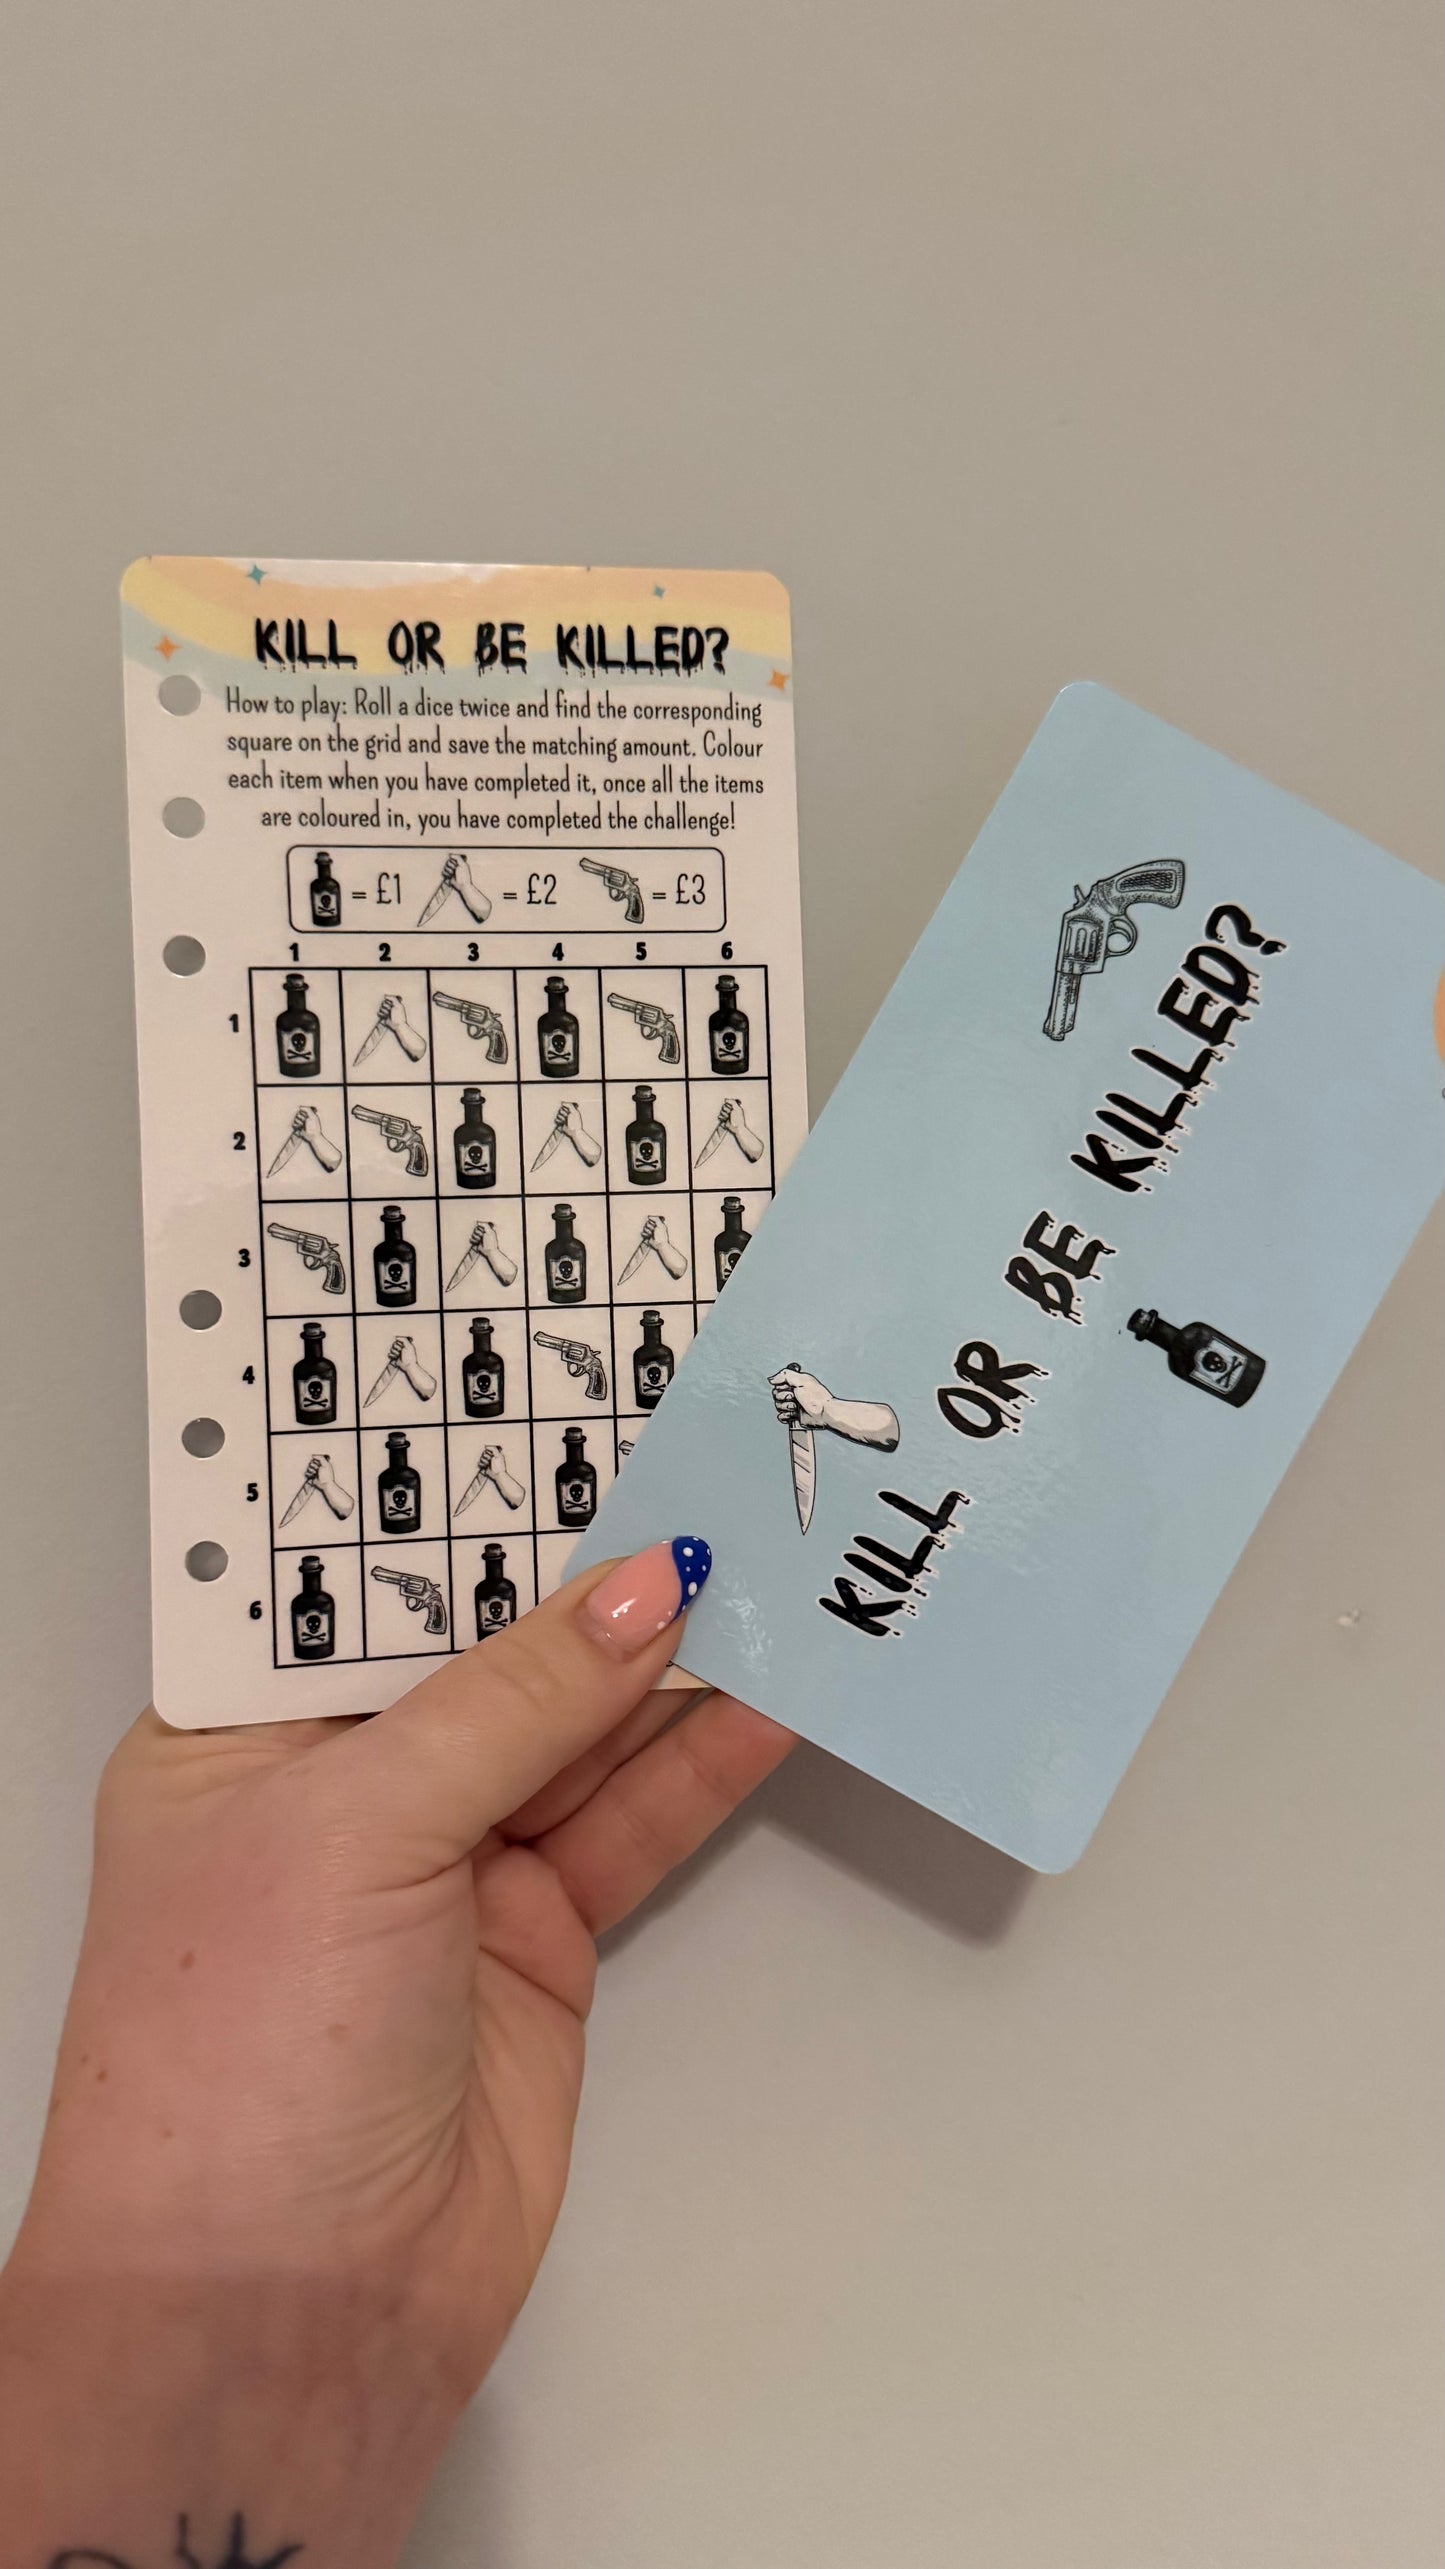 KILL OR BE KILLED?
How to play: Roll a dice twice and find the corresponding
square on the grid and save the matching amount. Colour
each item when you have completed it, once all the items
are coloured in, you have completed the challenge!
= £1 = £2 = £3
1 2 3 4 5 6
1
2
3
4
5
6
KILL OR BE KILLED?